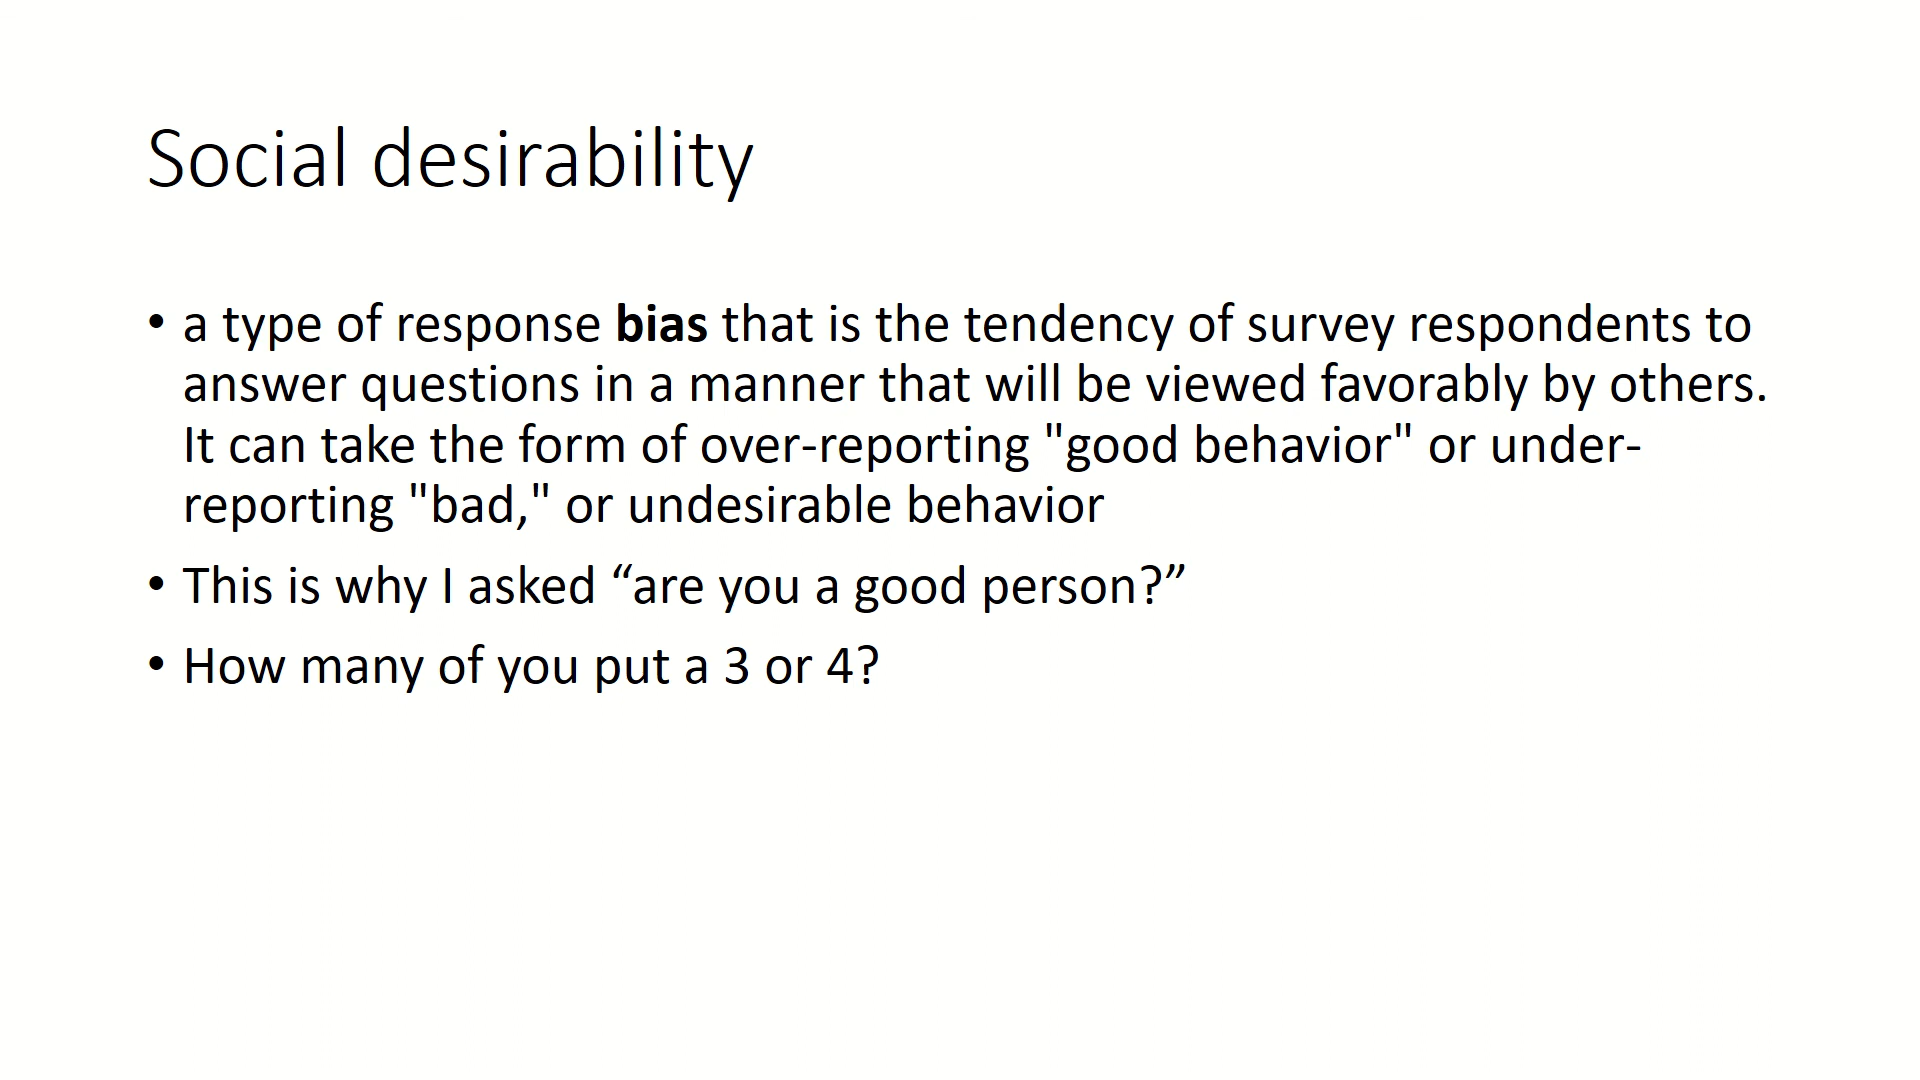 Social desirability
• a type of response bias that is the tendency of survey respondents to
answer questions in a manner that will be viewed favorably by others.
It can take the form of over-reporting "good behavior" or under-
reporting "bad," or undesirable behavior
• This is why I asked “are you a good person?”
• How many of you put a 3 or 4?